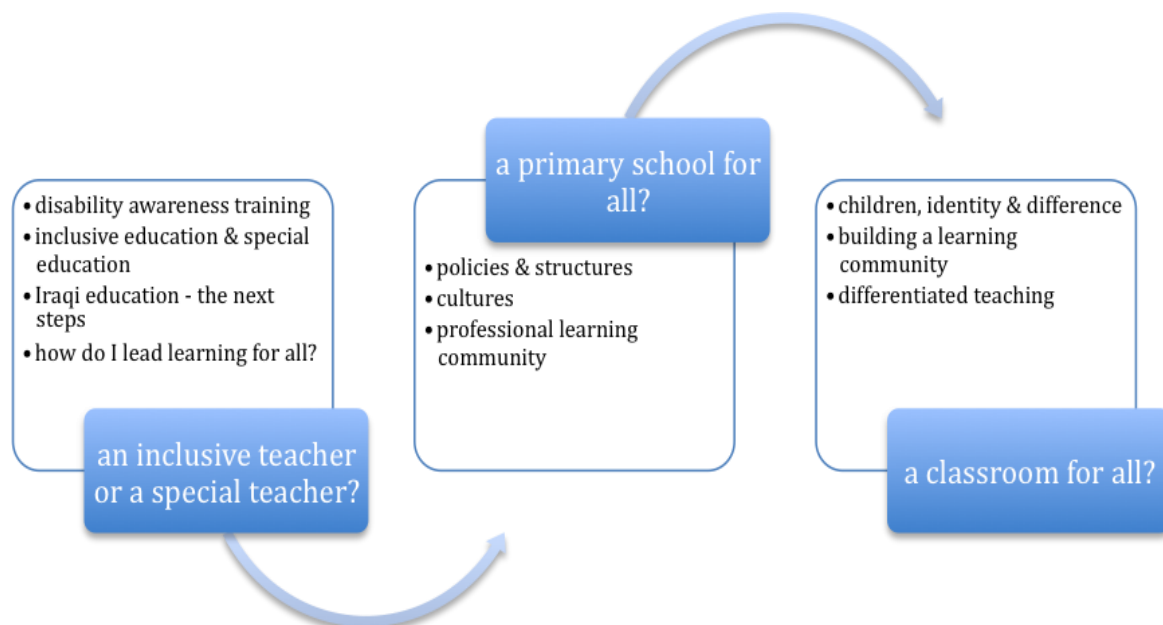 • disability awareness training
• inclusive education & special
education
• Iraqi education - the next
steps
• how do I lead learning for all?
an inclusive teacher
or a special teacher?
a primary school for
all?
• policies & structures
• cultures
• professional learning
community
• children, identity & difference
• building a learning
community
• differentiated teaching
a classroom for all?